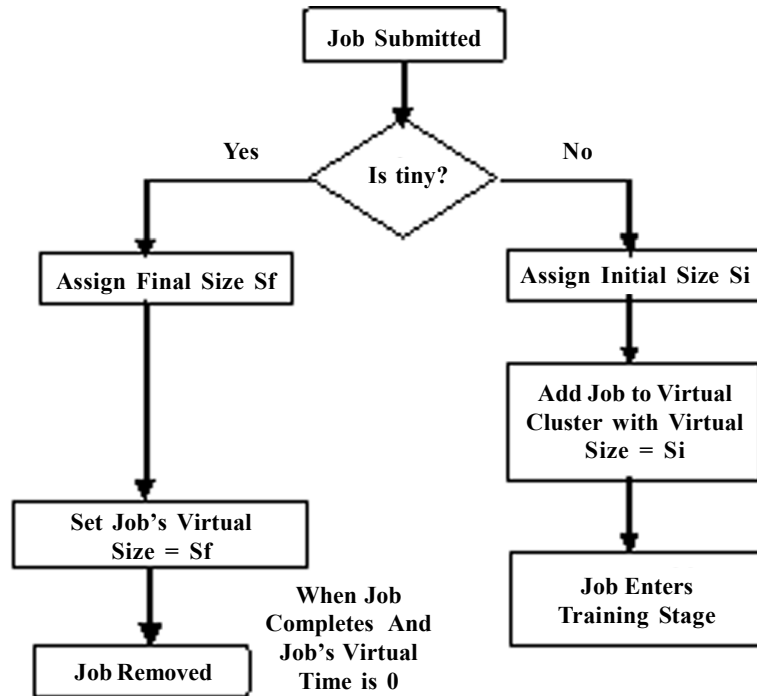 Job Submitted
Is tiny?
Yes
No
Assign Final Size Sf
Assign Initial Size Si
Add Job to Virtual
Cluster with Virtual
Size = Si
Set Job's Virtual
Size = Sf
Job Enters
Training Stage
When Job
Completes And
Job's Virtual
Time is 0
Job Removed